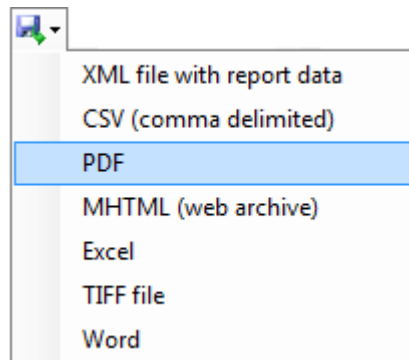 XML file with report data
CSV (comma delimited)
PDF
MHTML (web archive)
Excel
TIFF file
Word